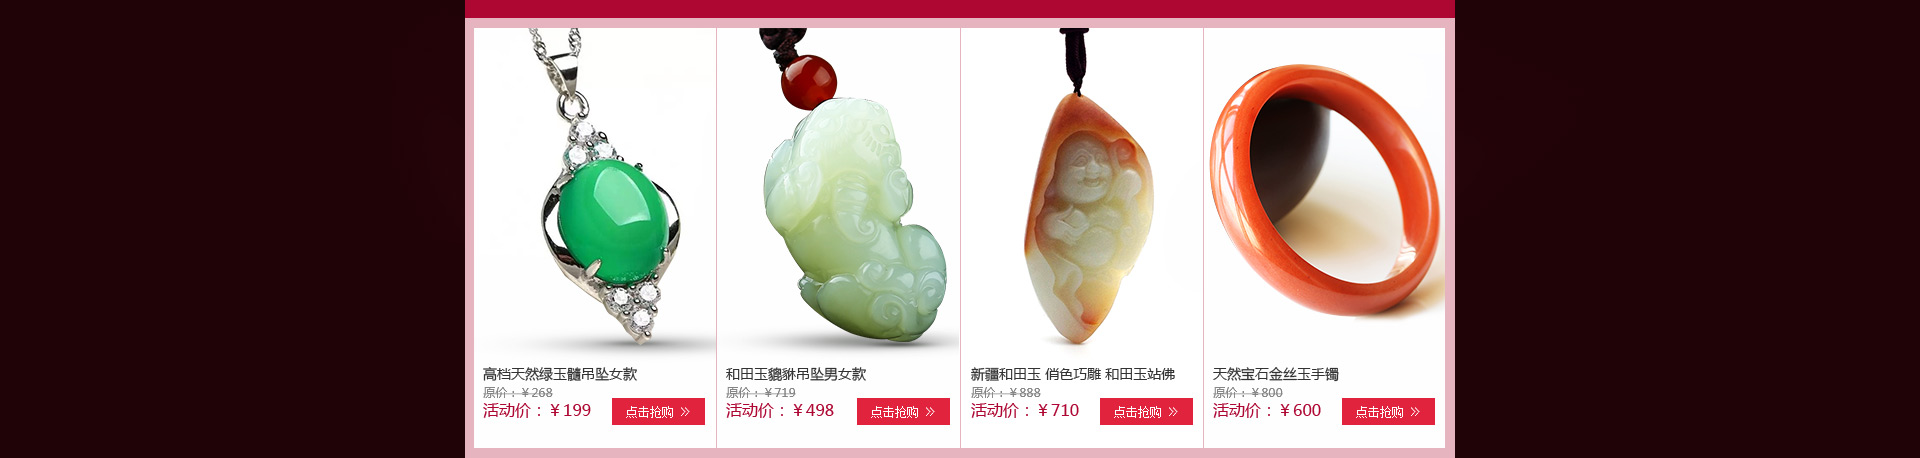 高档天然绿玉髓吊坠女款
原价：￥268
活动价：￥199
点击抢购 »
和田玉貔貅吊坠男女款
原价：￥719
活动价：￥498
点击抢购 »
新疆和田玉 俏色巧雕 和田玉站佛
原价：￥888
活动价：￥710
点击抢购 »
天然宝石金丝玉手镯
原价：￥800
活动价：￥600
点击抢购 »